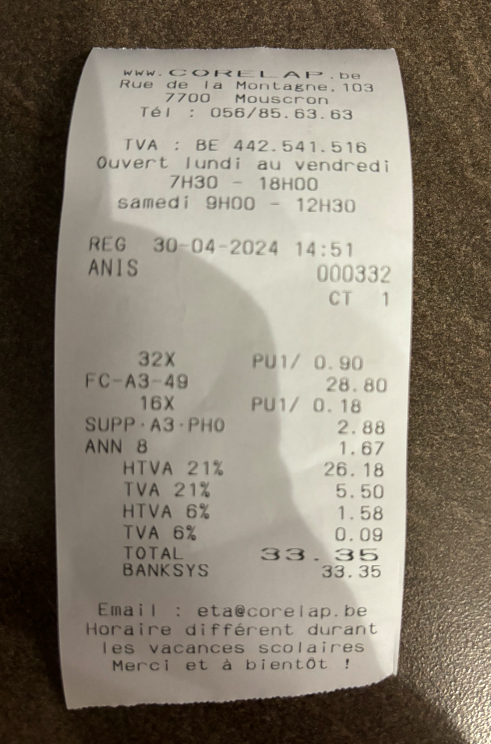 www.CORELAP.be
Rue de la Montagne,103
7700 Mouscron
Tél : 056/85.63.63
TVA : BE 442.541.516
Ouvert lundi au vendredi
7H30 - 18H00
samedi 9H00 - 12H30
REG 30-04-2024 14:51
ANIS 000332
CT 1
32X PU1/ 0.90
FC-A3-49 28.80
16X PU1/ 0.18
SUPP.A3.PHO 2.88
ANN 8 1.67
HTVA 21% 26.18
TVA 21% 5.50
HTVA 6% 1.58
TVA 6% 0.09
TOTAL 33.35
BANKSYS 33.35
Email : eta@corelap.be
Horaire différent durant
les vacances scolaires
Merci et à bientôt !